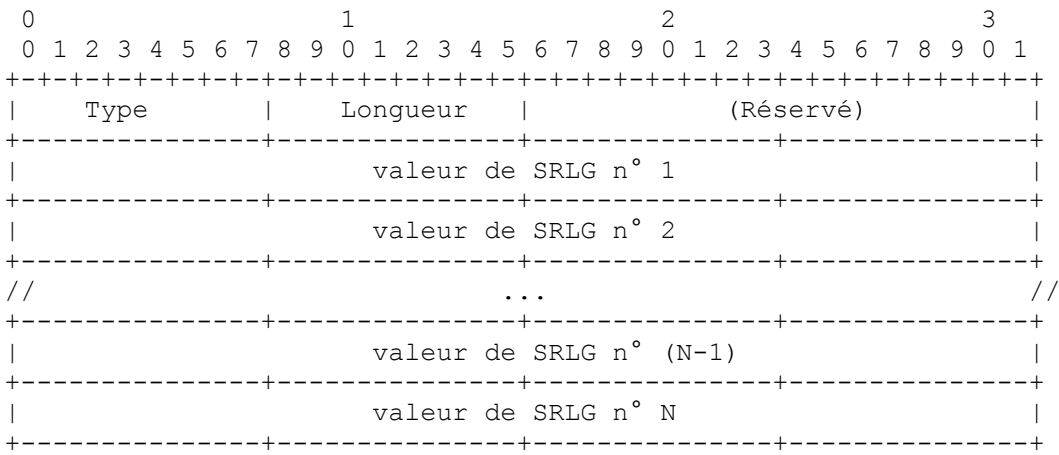 0                   1                   2                   3
0 1 2 3 4 5 6 7 8 9 0 1 2 3 4 5 6 7 8 9 0 1 2 3 4 5 6 7 8 9 0 1
+-+-+-+-+-+-+-+-+-+-+-+-+-+-+-+-+-+-+-+-+-+-+-+-+-+-+-+-+-+-+-+-+
|    Type       |    Longueur   |            (Réservé)          |
+---------------+---------------+---------------+---------------+
|                      valeur de SRLG n° 1                      |
+---------------+---------------+---------------+---------------+
|                      valeur de SRLG n° 2                      |
+---------------+---------------+---------------+---------------+
//                             ...                             //
+---------------+---------------+---------------+---------------+
|                      valeur de SRLG n° (N-1)                  |
+---------------+---------------+---------------+---------------+
|                      valeur de SRLG n° N                      |
+---------------+---------------+---------------+---------------+